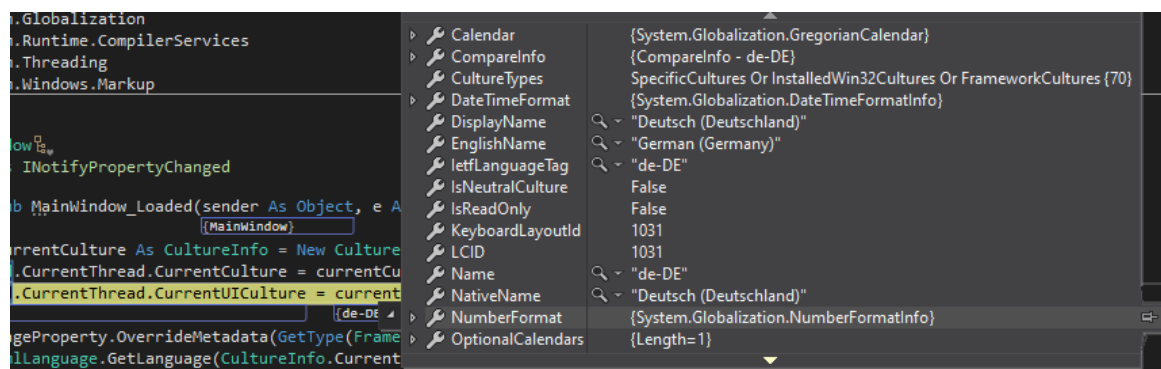 .Globalization
.Runtime.CompilerServices
.Threading
.Windows.Markup
ow
INotifyPropertyChanged
b MainWindow_Loaded(sender As Object, e A
{MainWindow}
rrentCulture As CultureInfo = New Culture
.CurrentThread.CurrentCulture = currentCu
.CurrentThread.CurrentUICulture = current
{de-DE
geProperty.OverrideMetadata(GetType(Frame
lLanguage.GetLanguage(CultureInfo.Current
Calendar {System.Globalization.GregorianCalendar}
CompareInfo {CompareInfo - de-DE}
CultureTypes SpecificCultures Or InstalledWin32Cultures Or FrameworkCultures {70}
DateTimeFormat {System.Globalization.DateTimeFormatInfo}
DisplayName "Deutsch (Deutschland)"
EnglishName "German (Germany)"
IetfLanguageTag "de-DE"
IsNeutralCulture False
IsReadOnly False
KeyboardLayoutId 1031
LCID 1031
Name "de-DE"
NativeName "Deutsch (Deutschland)"
NumberFormat {System.Globalization.NumberFormatInfo}
OptionalCalendars {Length=1}